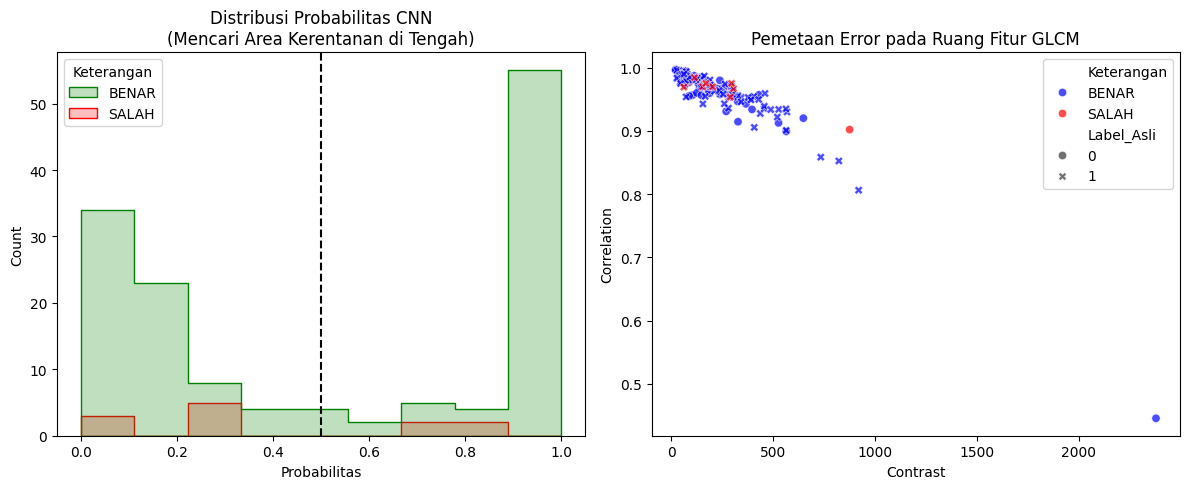 Distribusi Probabilitas CNN
(Mencari Area Kerentanan di Tengah)
Keterangan
BENAR
SALAH
Count
50
40
30
20
10
0
0.0 0.2 0.4 0.6 0.8 1.0
Probabilitas
Pemetaan Error pada Ruang Fitur GLCM
Keterangan
BENAR
SALAH
Label_Asli
0
1
Correlation
1.0
0.9
0.8
0.7
0.6
0.5
0 500 1000 1500 2000
Contrast